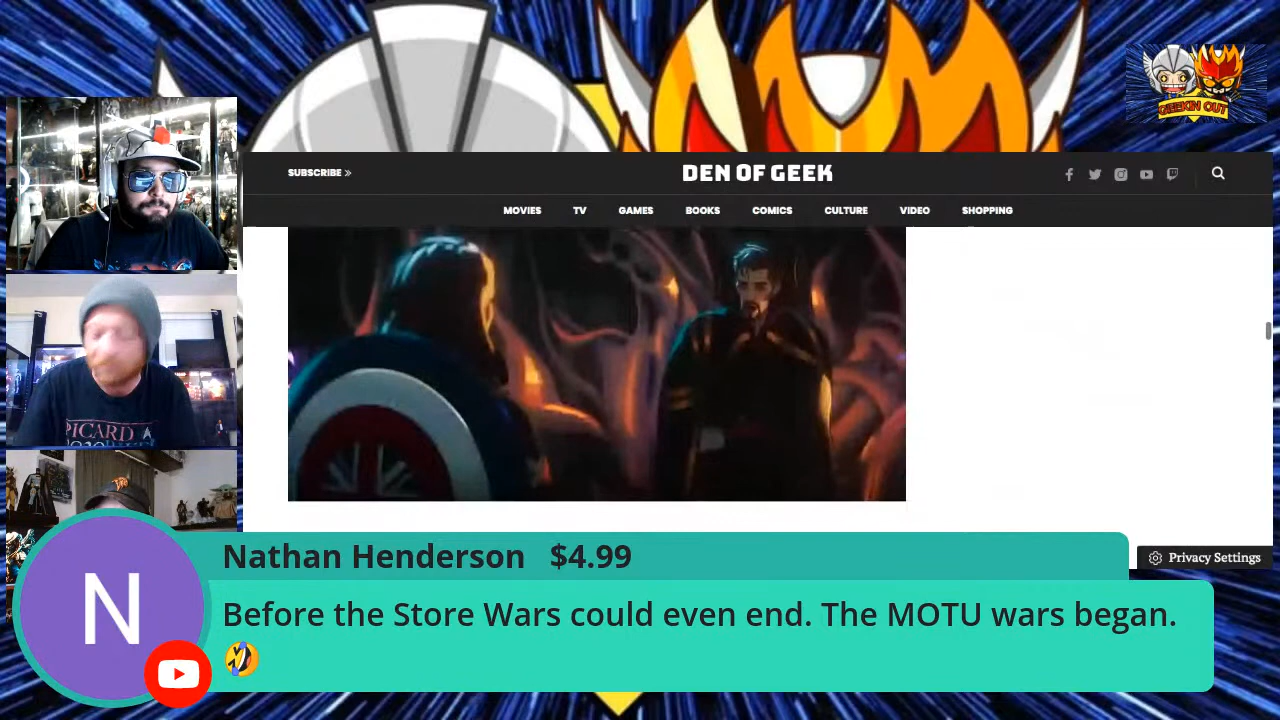 GEEKIN OUT
SUBSCRIBE »
DEN OF GEEK
MOVIES TV GAMES BOOKS COMICS CULTURE VIDEO SHOPPING
PICARD
Privacy Settings
Nathan Henderson $4.99
N
Before the Store Wars could even end. The MOTU wars began.
🤣